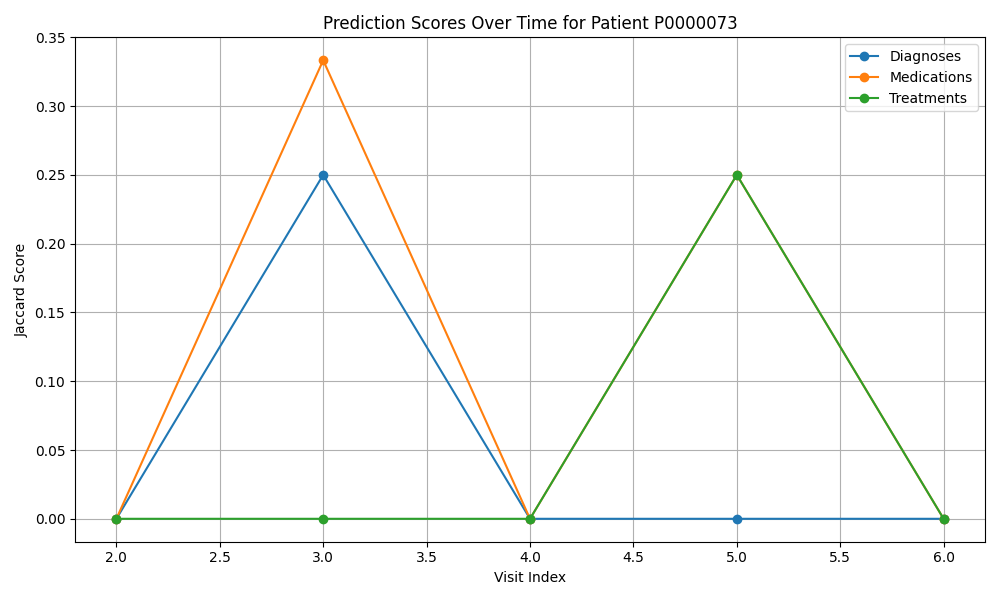 Prediction Scores Over Time for Patient P0000073
Diagnoses
Medications
Treatments
Jaccard Score
0.35
0.30
0.25
0.20
0.15
0.10
0.05
0.00
2.0 2.5 3.0 3.5 4.0 4.5 5.0 5.5 6.0
Visit Index